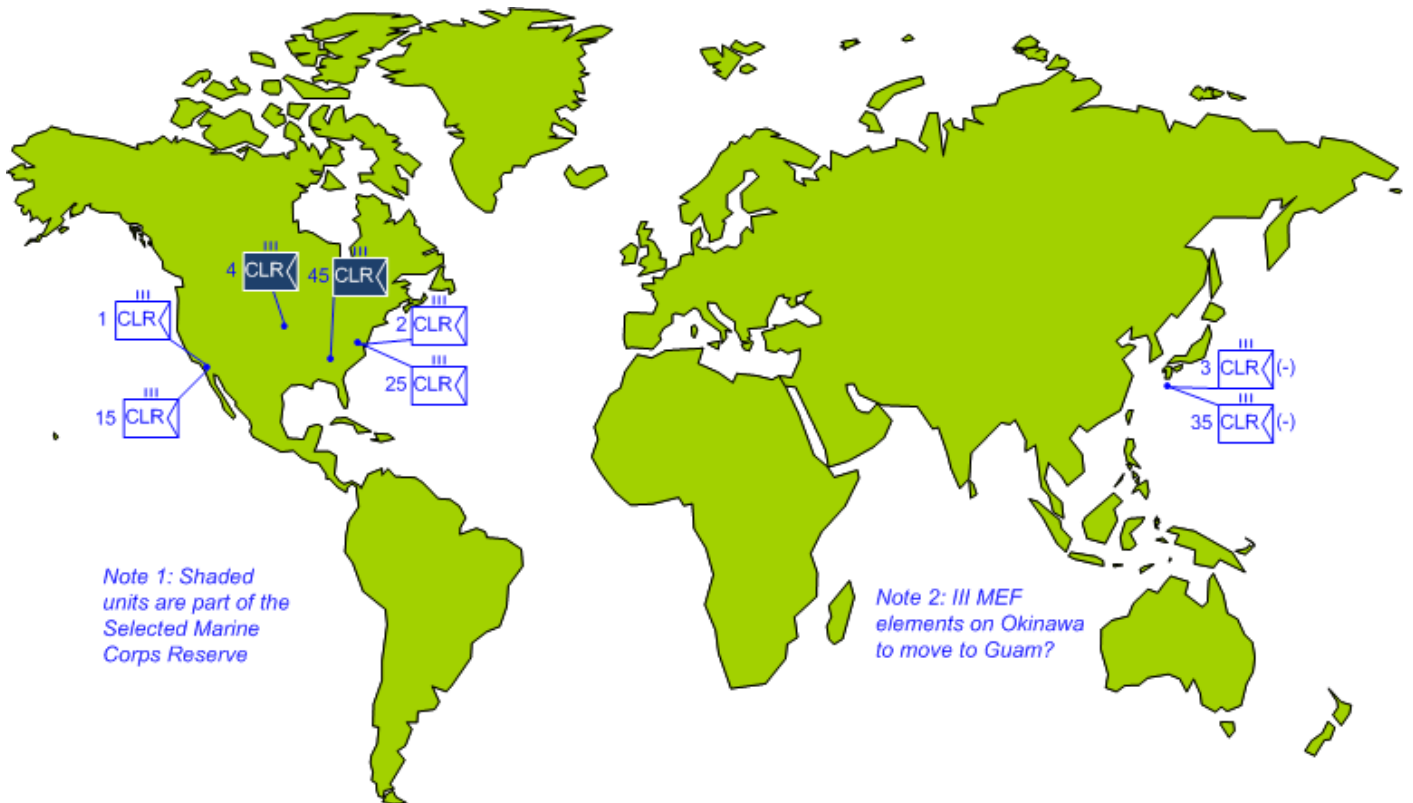 III
4 CLR
III
45 CLR
III
1 CLR
III
2 CLR
III
25 CLR
III
15 CLR
III
3 CLR (-)
III
35 CLR (-)
Note 1: Shaded
units are part of the
Selected Marine
Corps Reserve
Note 2: III MEF
elements on Okinawa
to move to Guam?